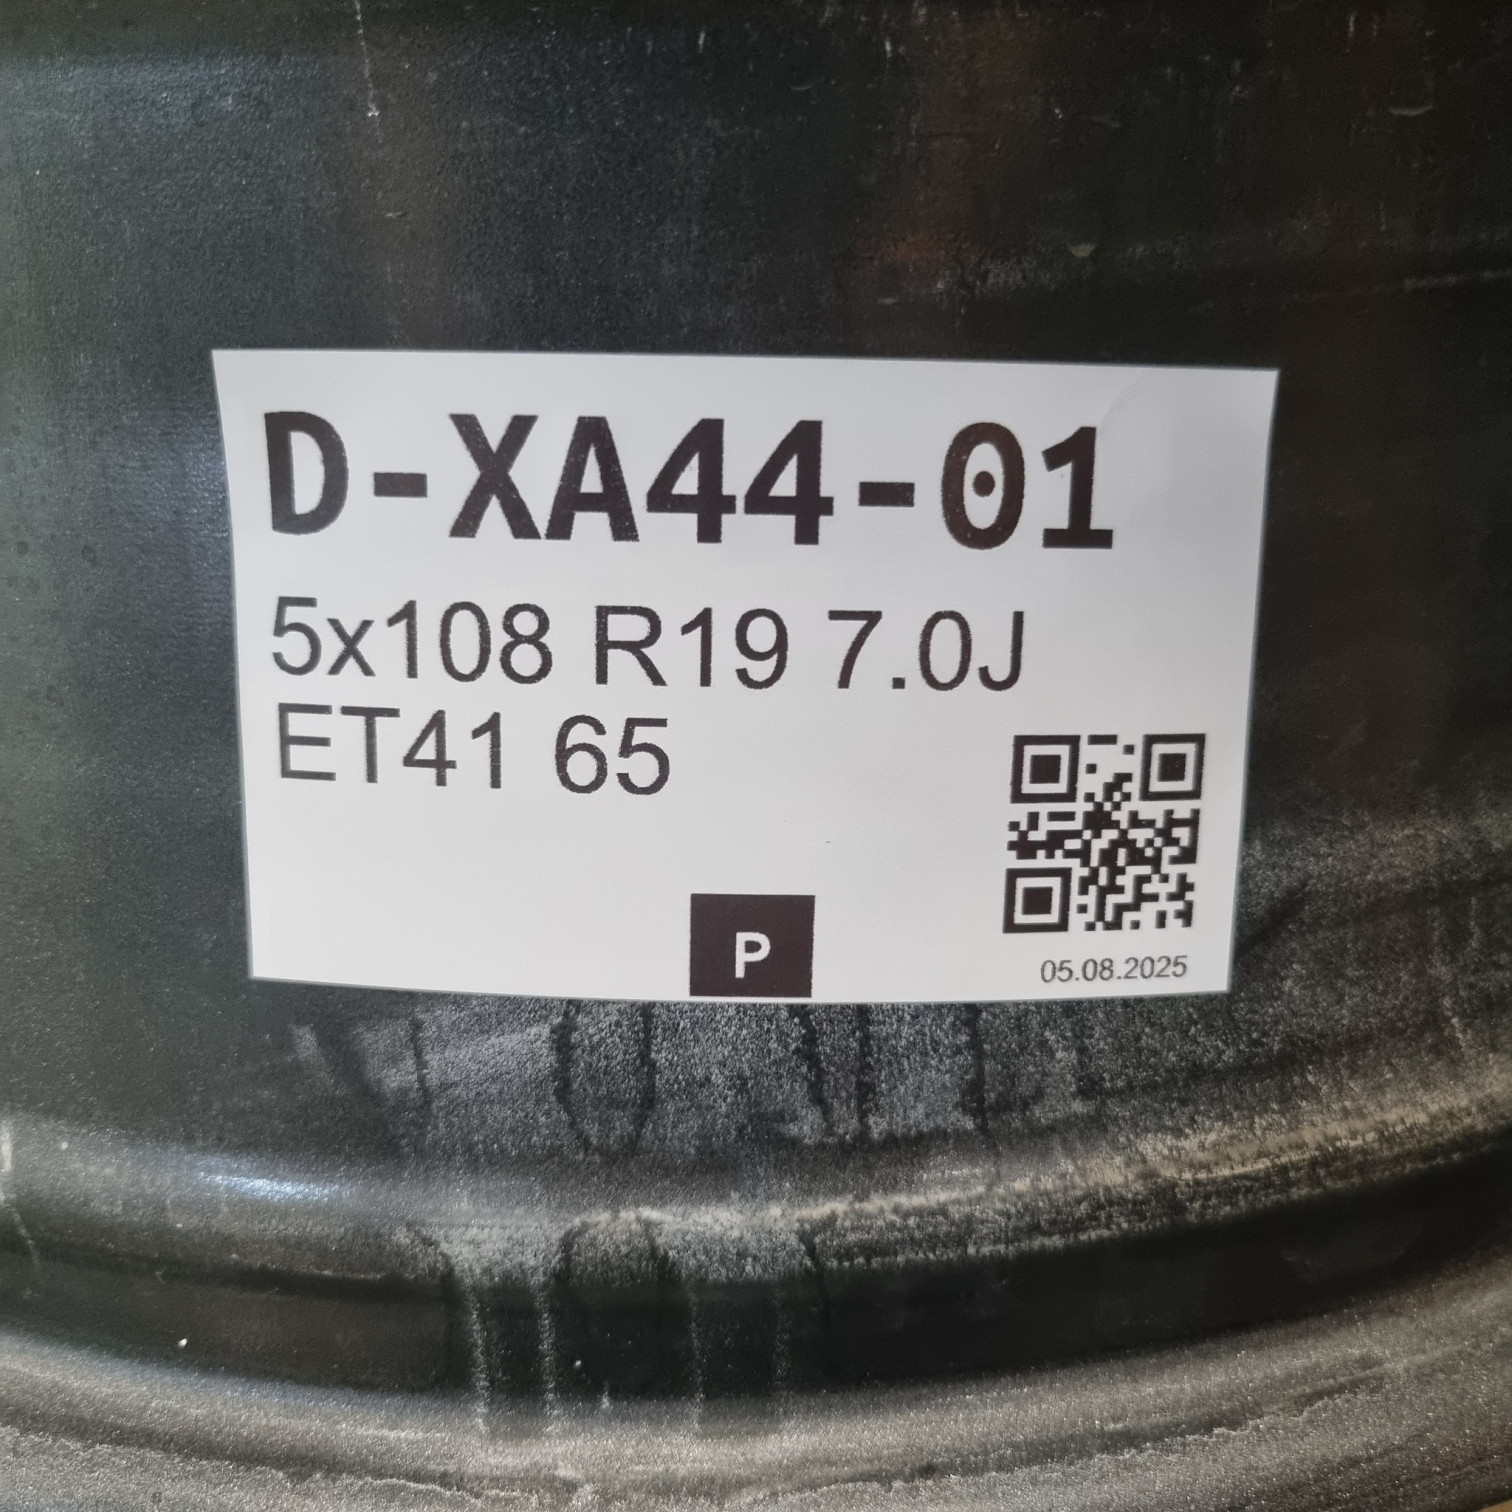 D-XA44-01
5x108 R19 7.0J
ET41 65
P
05.08.2025